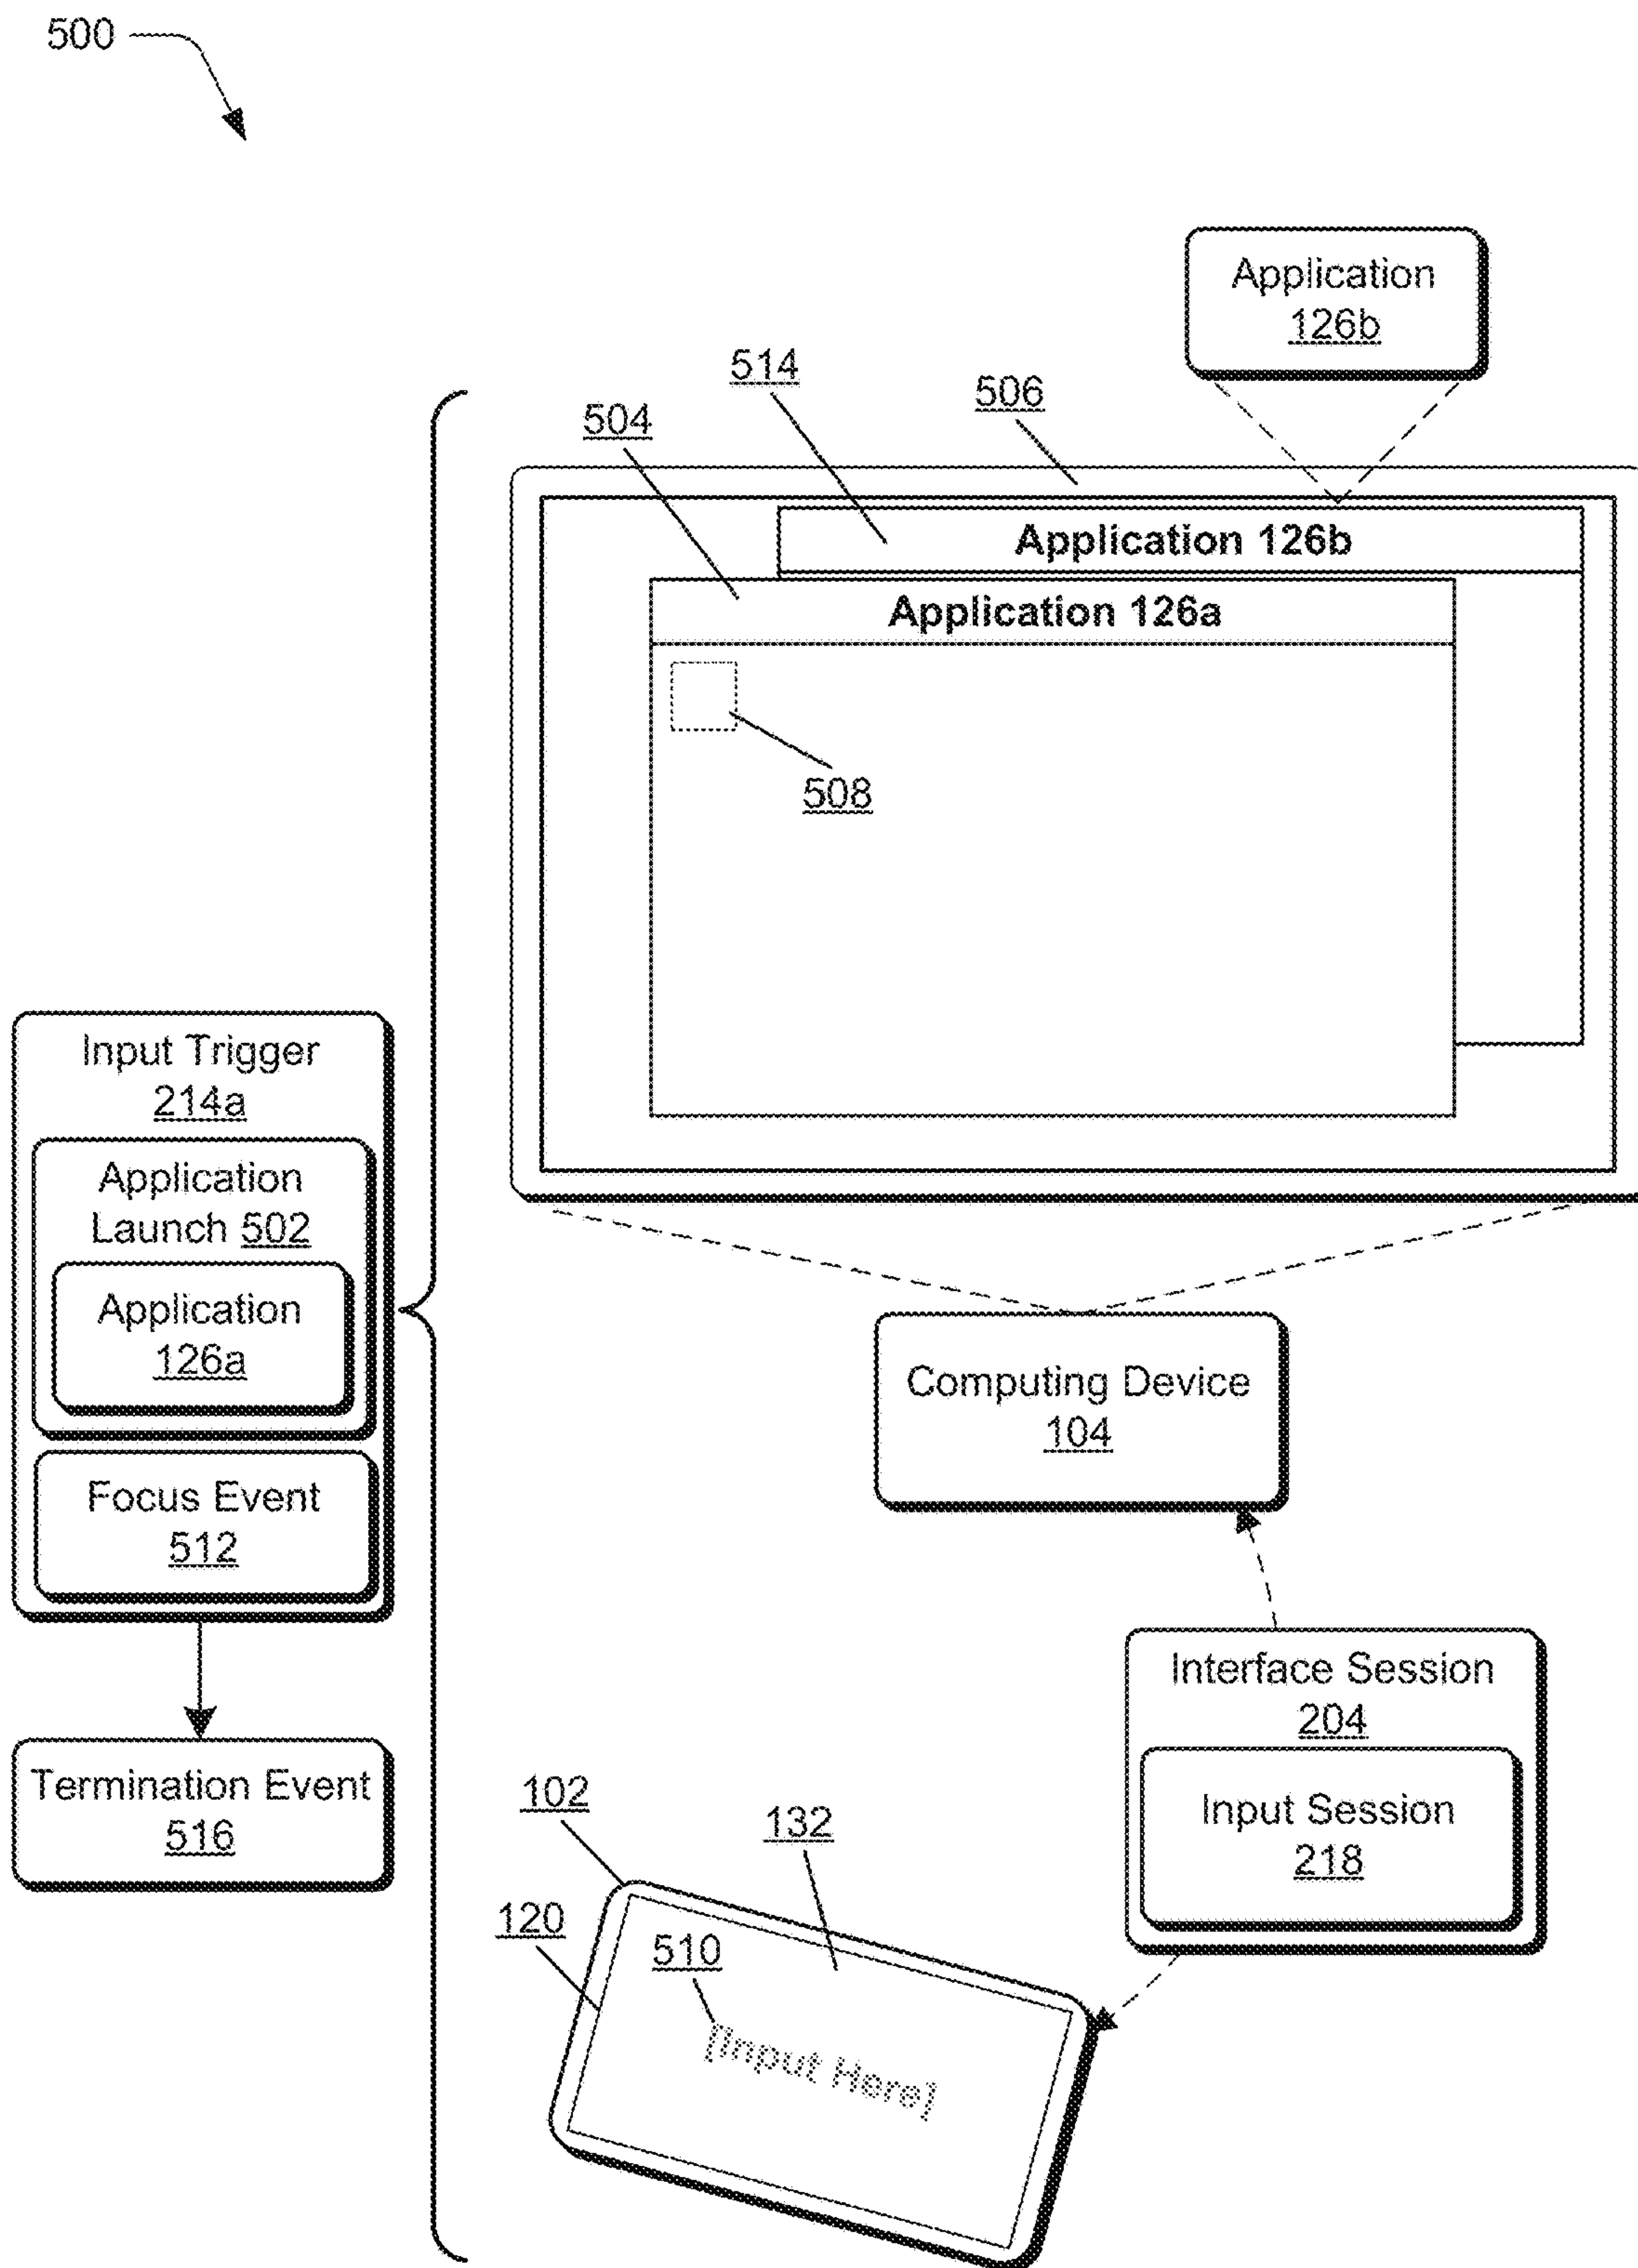 500
Application
126b
514
506
504
Application 126b
Application 126a
508
Input Trigger
214a
Application
Launch 502
Application
126a
Focus Event
512
Computing Device
104
Interface Session
204
Input Session
218
Termination Event
516
102
132
120
510
[Input Here]